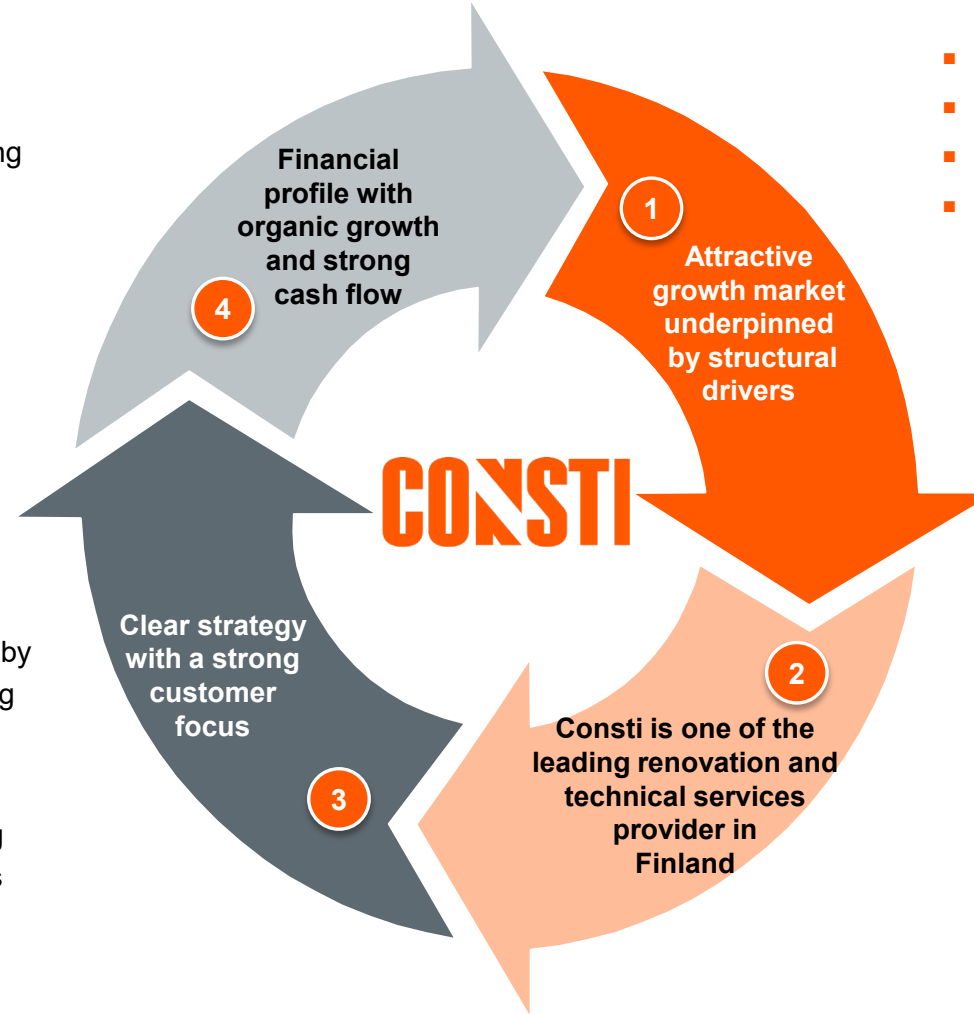 Financial
profile with
organic growth
and strong
cash flow
4
1
Attractive
growth market
underpinned
by structural
drivers
CONSTI
Clear strategy
with a strong
customer
focus
3
2
Consti is one of the
leading renovation and
technical services
provider in
Finland
by